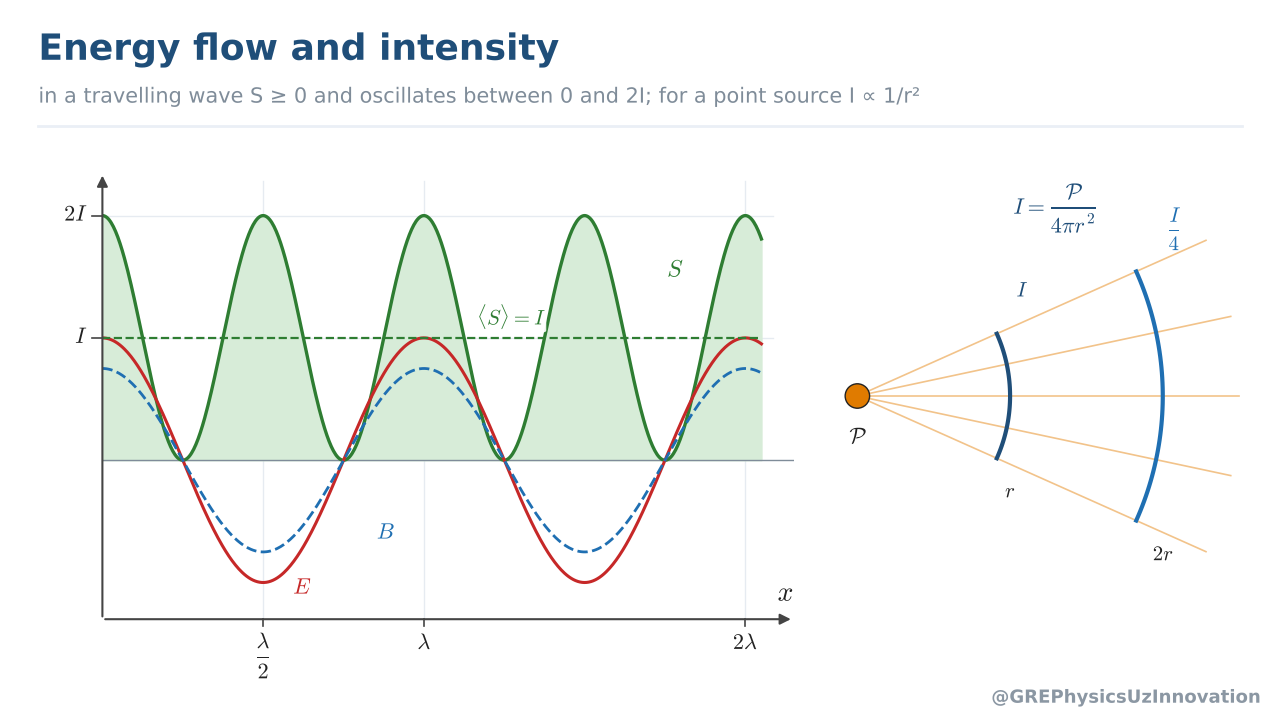 Energy flow and intensity
in a travelling wave S ≥ 0 and oscillates between 0 and 2I; for a point source I ∝ 1/r²
2I
I
⟨S⟩ = I
S
B
E
x
λ/2
λ
2λ
I = 𝒫/4πr²
I/4
I
𝒫
r
2r
@GREPhysicsUzInnovation